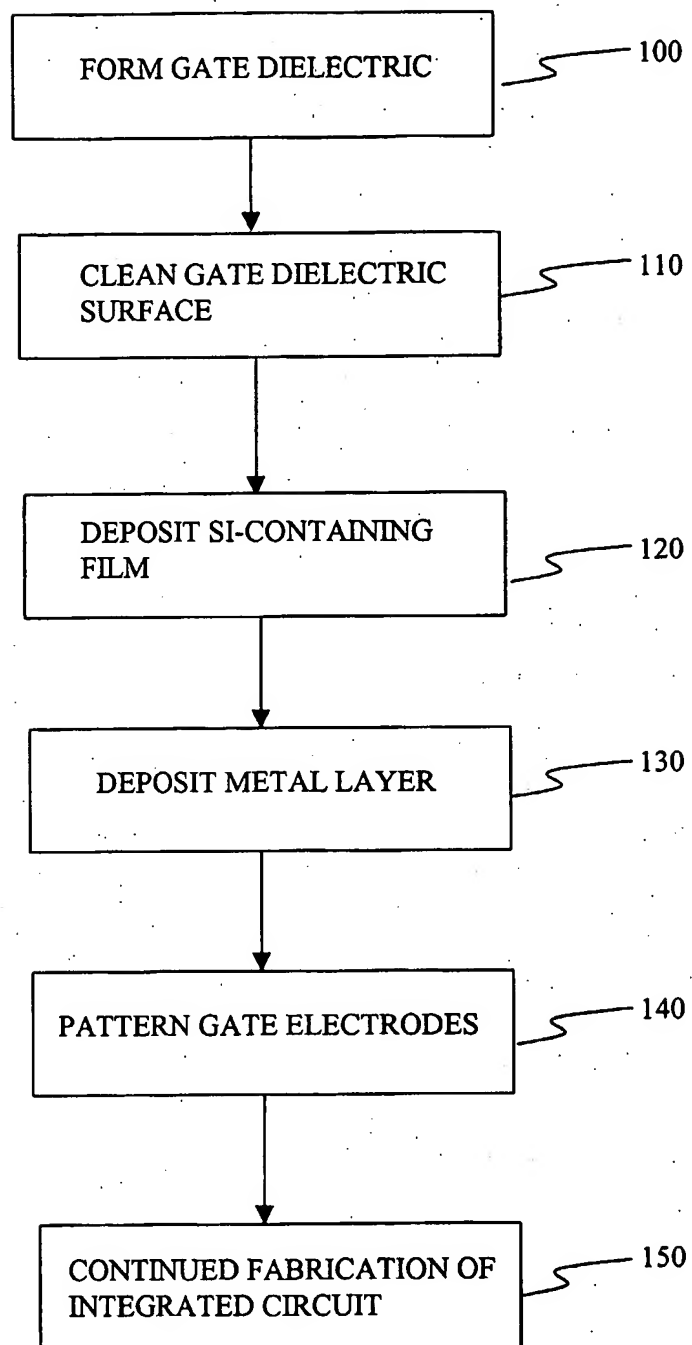 FORM GATE DIELECTRIC
100
CLEAN GATE DIELECTRIC
SURFACE
110
DEPOSIT SI-CONTAINING
FILM
120
DEPOSIT METAL LAYER
130
PATTERN GATE ELECTRODES
140
CONTINUED FABRICATION OF
INTEGRATED CIRCUIT
150